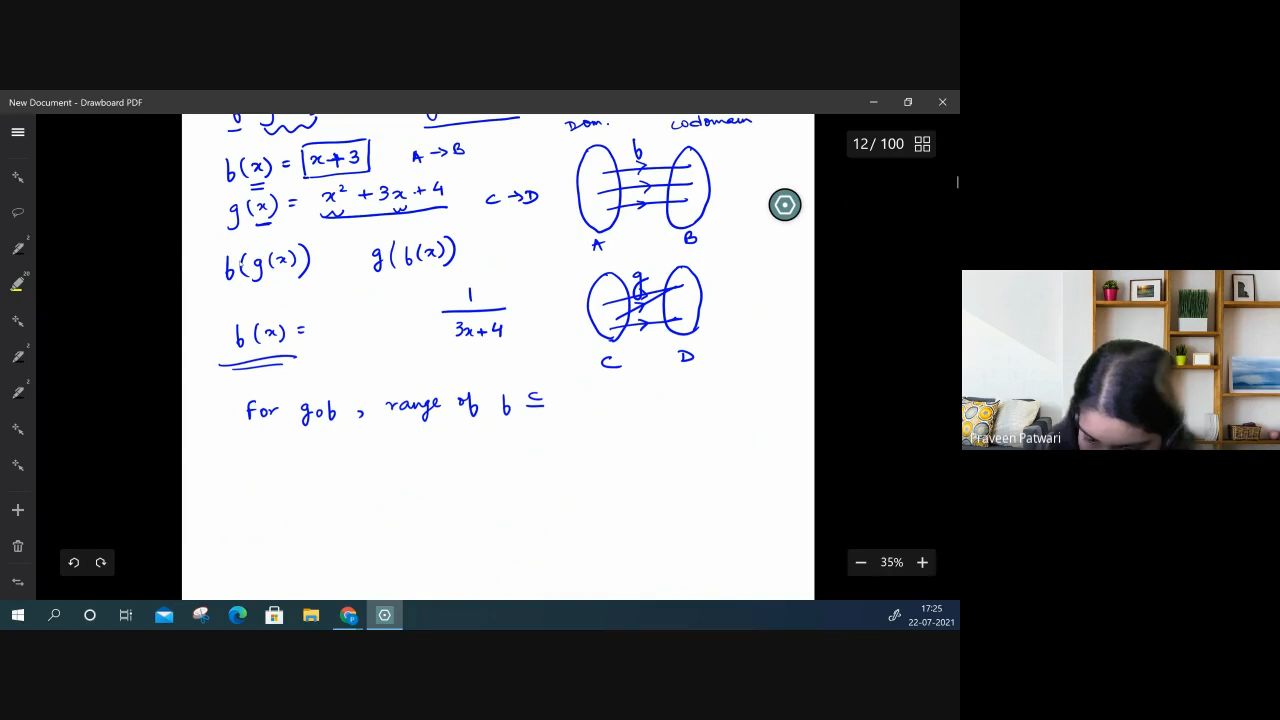 New Document - Drawboard PDF
Dom. codomain
12/100
b(x) = x+3 A → B
b
g(x) = x² + 3x + 4 C → D
A B
b(g(x)) g(b(x))
g
1
b(x) = 3x+4
C D
For gob, range of b ⊆
Praveen Patwari
35%
17:25
22-07-2021